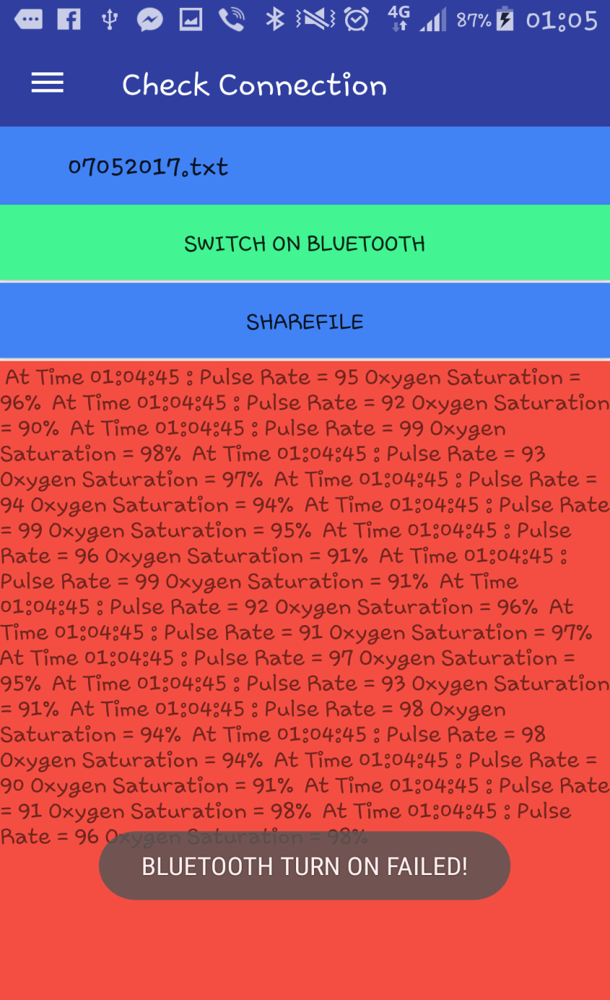 4G 87% 01:05
Check Connection
07052017.txt
SWITCH ON BLUETOOTH
SHAREFILE
At Time 01:04:45 : Pulse Rate = 95 Oxygen Saturation =
96% At Time 01:04:45 : Pulse Rate = 92 Oxygen Saturation
= 90% At Time 01:04:45 : Pulse Rate = 99 Oxygen
Saturation = 98% At Time 01:04:45 : Pulse Rate = 93
Oxygen Saturation = 97% At Time 01:04:45 : Pulse Rate =
94 Oxygen Saturation = 94% At Time 01:04:45 : Pulse Rate
= 99 Oxygen Saturation = 95% At Time 01:04:45 : Pulse
Rate = 96 Oxygen Saturation = 91% At Time 01:04:45 :
Pulse Rate = 99 Oxygen Saturation = 91% At Time
01:04:45 : Pulse Rate = 92 Oxygen Saturation = 96% At
Time 01:04:45 : Pulse Rate = 91 Oxygen Saturation = 97%
At Time 01:04:45 : Pulse Rate = 97 Oxygen Saturation =
95% At Time 01:04:45 : Pulse Rate = 93 Oxygen Saturation
= 91% At Time 01:04:45 : Pulse Rate = 98 Oxygen
Saturation = 94% At Time 01:04:45 : Pulse Rate = 98
Oxygen Saturation = 94% At Time 01:04:45 : Pulse Rate =
90 Oxygen Saturation = 91% At Time 01:04:45 : Pulse Rate
= 91 Oxygen Saturation = 98% At Time 01:04:45 : Pulse
Rate = 96 Oxygen Saturation = 98%
BLUETOOTH TURN ON FAILED!